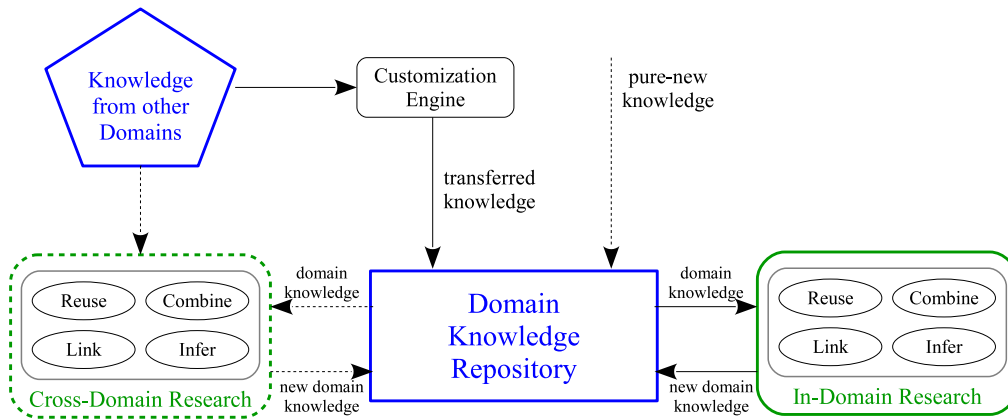 Knowledge
from other
Domains
Customization
Engine
pure-new
knowledge
transferred
knowledge
domain
knowledge
domain
knowledge
Reuse
Combine
Link
Infer
Cross-Domain Research
Domain
Knowledge
Repository
Reuse
Combine
Link
Infer
In-Domain Research
new domain
knowledge
new domain
knowledge